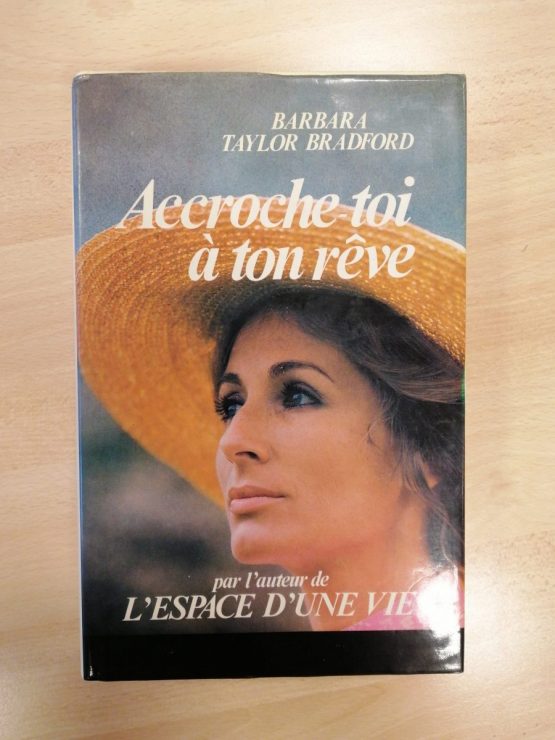 BARBARA
TAYLOR BRADFORD
Accroche-toi
à ton rêve
par l'auteur de
L'ESPACE D'UNE VIE